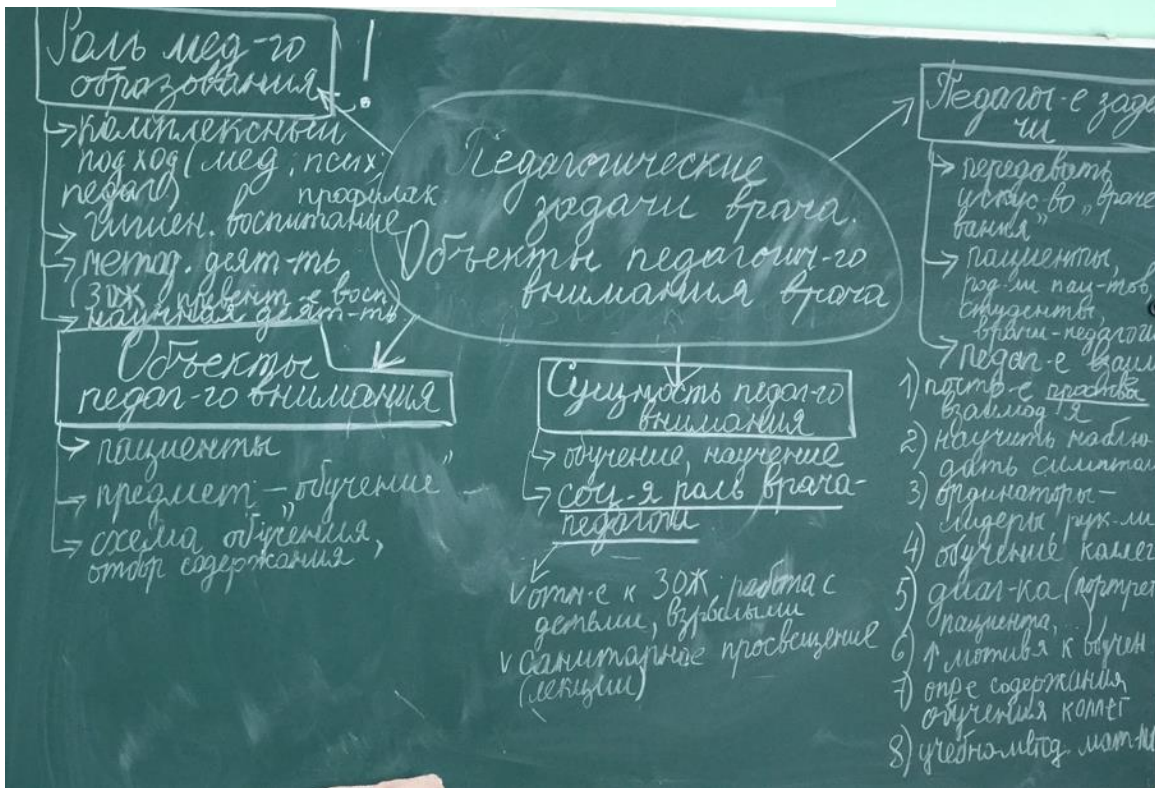 Роль мед-го
образования !
→ комплексный
подход (мед, псих,
педаг)
профилак.
→ гигиен. воспитание
→ метод. деят-ть
(ЗОЖ, превент-е восп.
→ научная деят-ть
Объекты
педаг-го внимания
→ пациенты
→ предмет – "обучение"
→ схема обучения,
отбор содержания
Педагогические
задачи врача.
Объекты педагогич-го
внимания врача
Сущность педаг-го
внимания
→ обучение, научение
→ соц-я роль врача-
педагога
v отн-е к ЗОЖ, работа с
детьми, взрослыми
v санитарное просвещение
(лекции)
Педагог-е зада
чи
→ передавать
искус-во „враче
вания"
→ пациенты,
род-ли пац-тов,
студенты,
врачи-педагоги
→ педаг-е взаим
1) постр-е
взаимод-я
2) научить наблю
дать симптом
3) ординаторы –
лидеры, рук-ли
4) обучение коллег
5) диаг-ка (портрет
пациента,..)
6) ↑ мотив-я к обучен
7) опр-е содержания
обучения коллег
8) учебно-метод. мат-